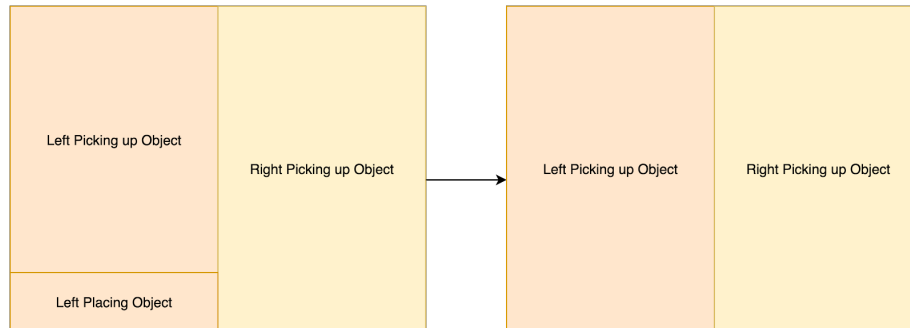 Left Picking up Object
Right Picking up Object
Left Placing Object
Left Picking up Object
Right Picking up Object